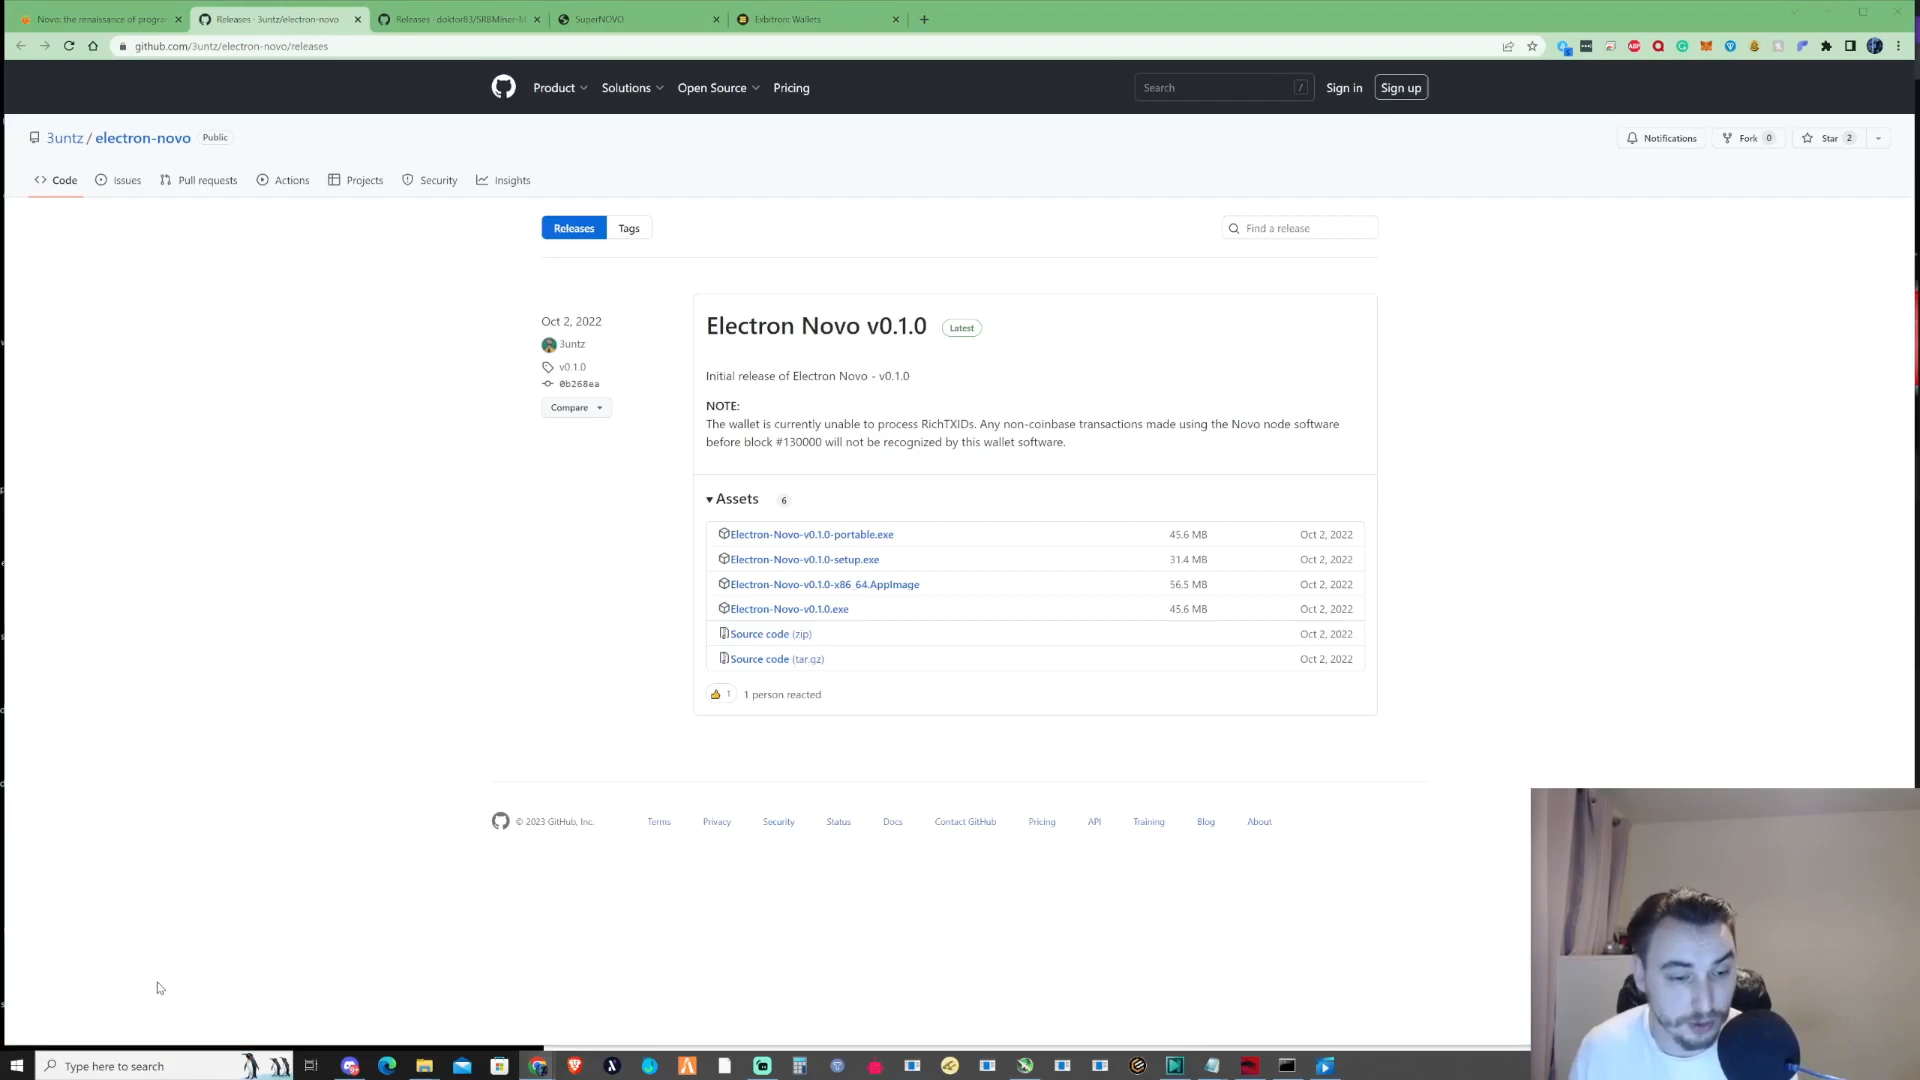 Novo: the renaissance of progra
Releases · 3untz/electron-novo
Releases · doktor83/SRBMiner-M
SuperNOVO
Exbitron: Wallets
github.com/3untz/electron-novo/releases
Product
Solutions
Open Source
Pricing
Search
/
Sign in
Sign up
3untz / electron-novo
Public
Notifications
Fork 0
Star 2
Code
Issues
Pull requests
Actions
Projects
Security
Insights
Releases
Tags
Find a release
Oct 2, 2022
3untz
v0.1.0
0b268ea
Compare
Electron Novo v0.1.0
Latest
Initial release of Electron Novo - v0.1.0
NOTE:
The wallet is currently unable to process RichTXIDs. Any non-coinbase transactions made using the Novo node software
before block #130000 will not be recognized by this wallet software.
Assets 6
Electron-Novo-v0.1.0-portable.exe 45.6 MB Oct 2, 2022
Electron-Novo-v0.1.0-setup.exe 31.4 MB Oct 2, 2022
Electron-Novo-v0.1.0-x86_64.AppImage 56.5 MB Oct 2, 2022
Electron-Novo-v0.1.0.exe 45.6 MB Oct 2, 2022
Source code (zip) Oct 2, 2022
Source code (tar.gz) Oct 2, 2022
1
1 person reacted
© 2023 GitHub, Inc.
Terms
Privacy
Security
Status
Docs
Contact GitHub
Pricing
API
Training
Blog
About
Type here to search